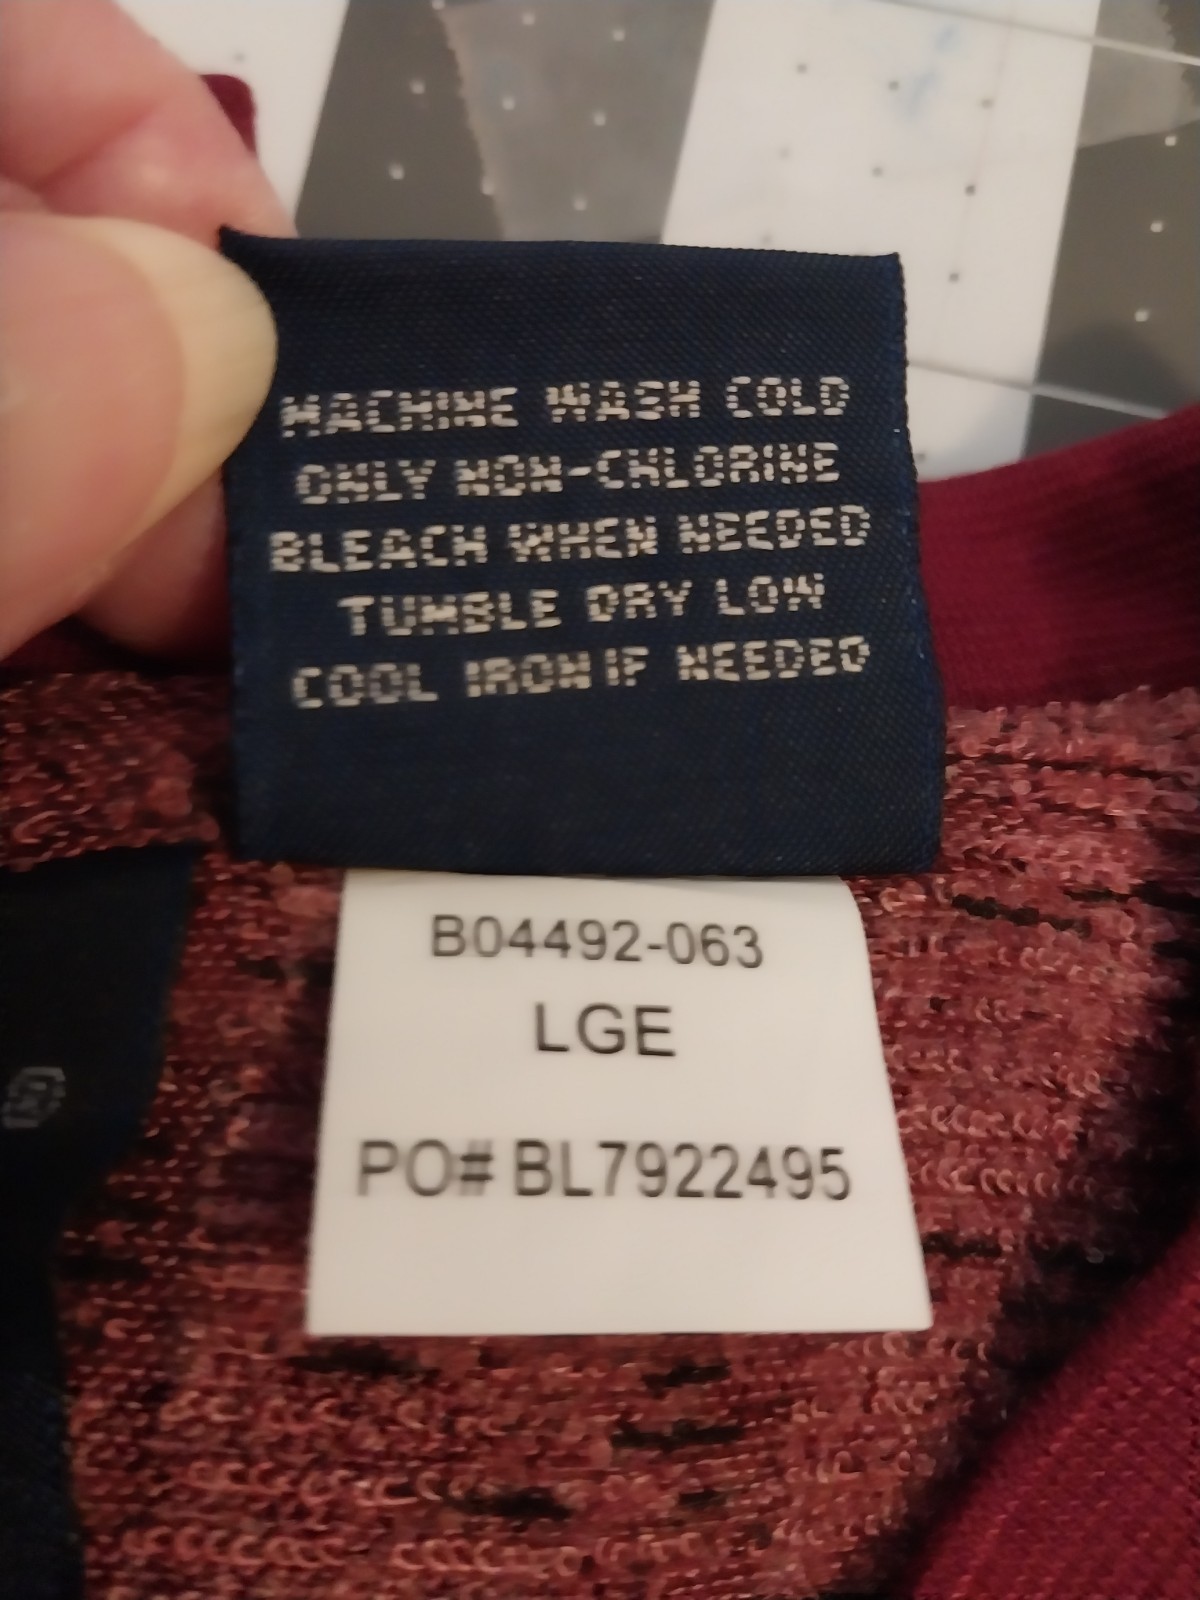 MACHINE WASH COLD
ONLY NON-CHLORINE
BLEACH WHEN NEEDED
TUMBLE DRY LOW
COOL IRON IF NEEDED
B04492-063
LGE
PO# BL7922495